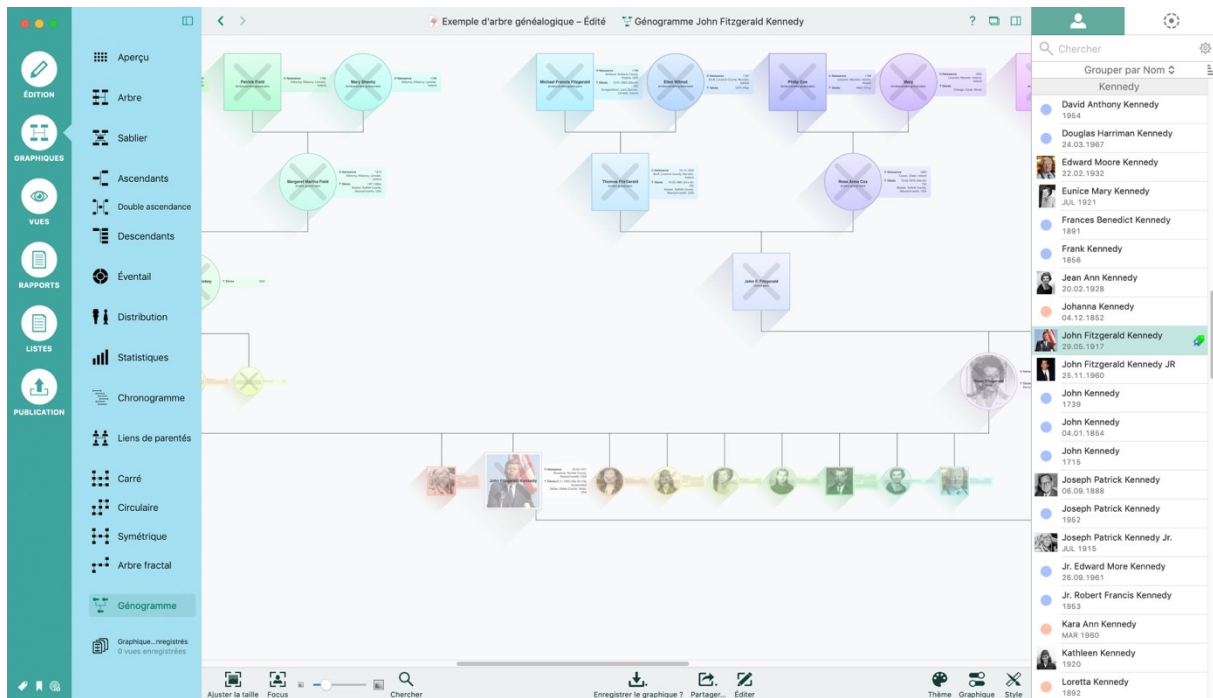 Exemple d'arbre généalogique – Édité
Génogramme John Fitzgerald Kennedy
?
ÉDITION
GRAPHIQUES
VUES
RAPPORTS
LISTES
PUBLICATION
Aperçu
Arbre
Sablier
Ascendants
Double ascendance
Descendants
Éventail
Distribution
Statistiques
Chronogramme
Liens de parentés
Carré
Circulaire
Symétrique
Arbre fractal
Génogramme
Graphique...nregistrés
0 vues enregistrées
Patrick Field
Mary Sheehy
Michael Francis Fitzgerald
Ellen Wilmot
Philip Cox
Mary
Margaret Martha Field
Thomas Fitzgerald
Rose Anna Cox
John F. Fitzgerald
John Fitzgerald Kennedy
Ajuster la taille
Focus
Chercher
Enregistrer le graphique ?
Partager...
Éditer
Thème
Graphique
Style
Chercher
Grouper par Nom
Kennedy
David Anthony Kennedy
1954
Douglas Harriman Kennedy
24.03.1967
Edward Moore Kennedy
22.02.1932
Eunice Mary Kennedy
JUL 1921
Frances Benedict Kennedy
1891
Frank Kennedy
1856
Jean Ann Kennedy
20.02.1928
Johanna Kennedy
04.12.1852
John Fitzgerald Kennedy
29.05.1917
John Fitzgerald Kennedy JR
25.11.1960
John Kennedy
1739
John Kennedy
04.01.1854
John Kennedy
1715
Joseph Patrick Kennedy
06.09.1888
Joseph Patrick Kennedy
1952
Joseph Patrick Kennedy Jr.
JUL 1915
Jr. Edward More Kennedy
26.09.1961
Jr. Robert Francis Kennedy
1953
Kara Ann Kennedy
MAR 1960
Kathleen Kennedy
1920
Loretta Kennedy
1892